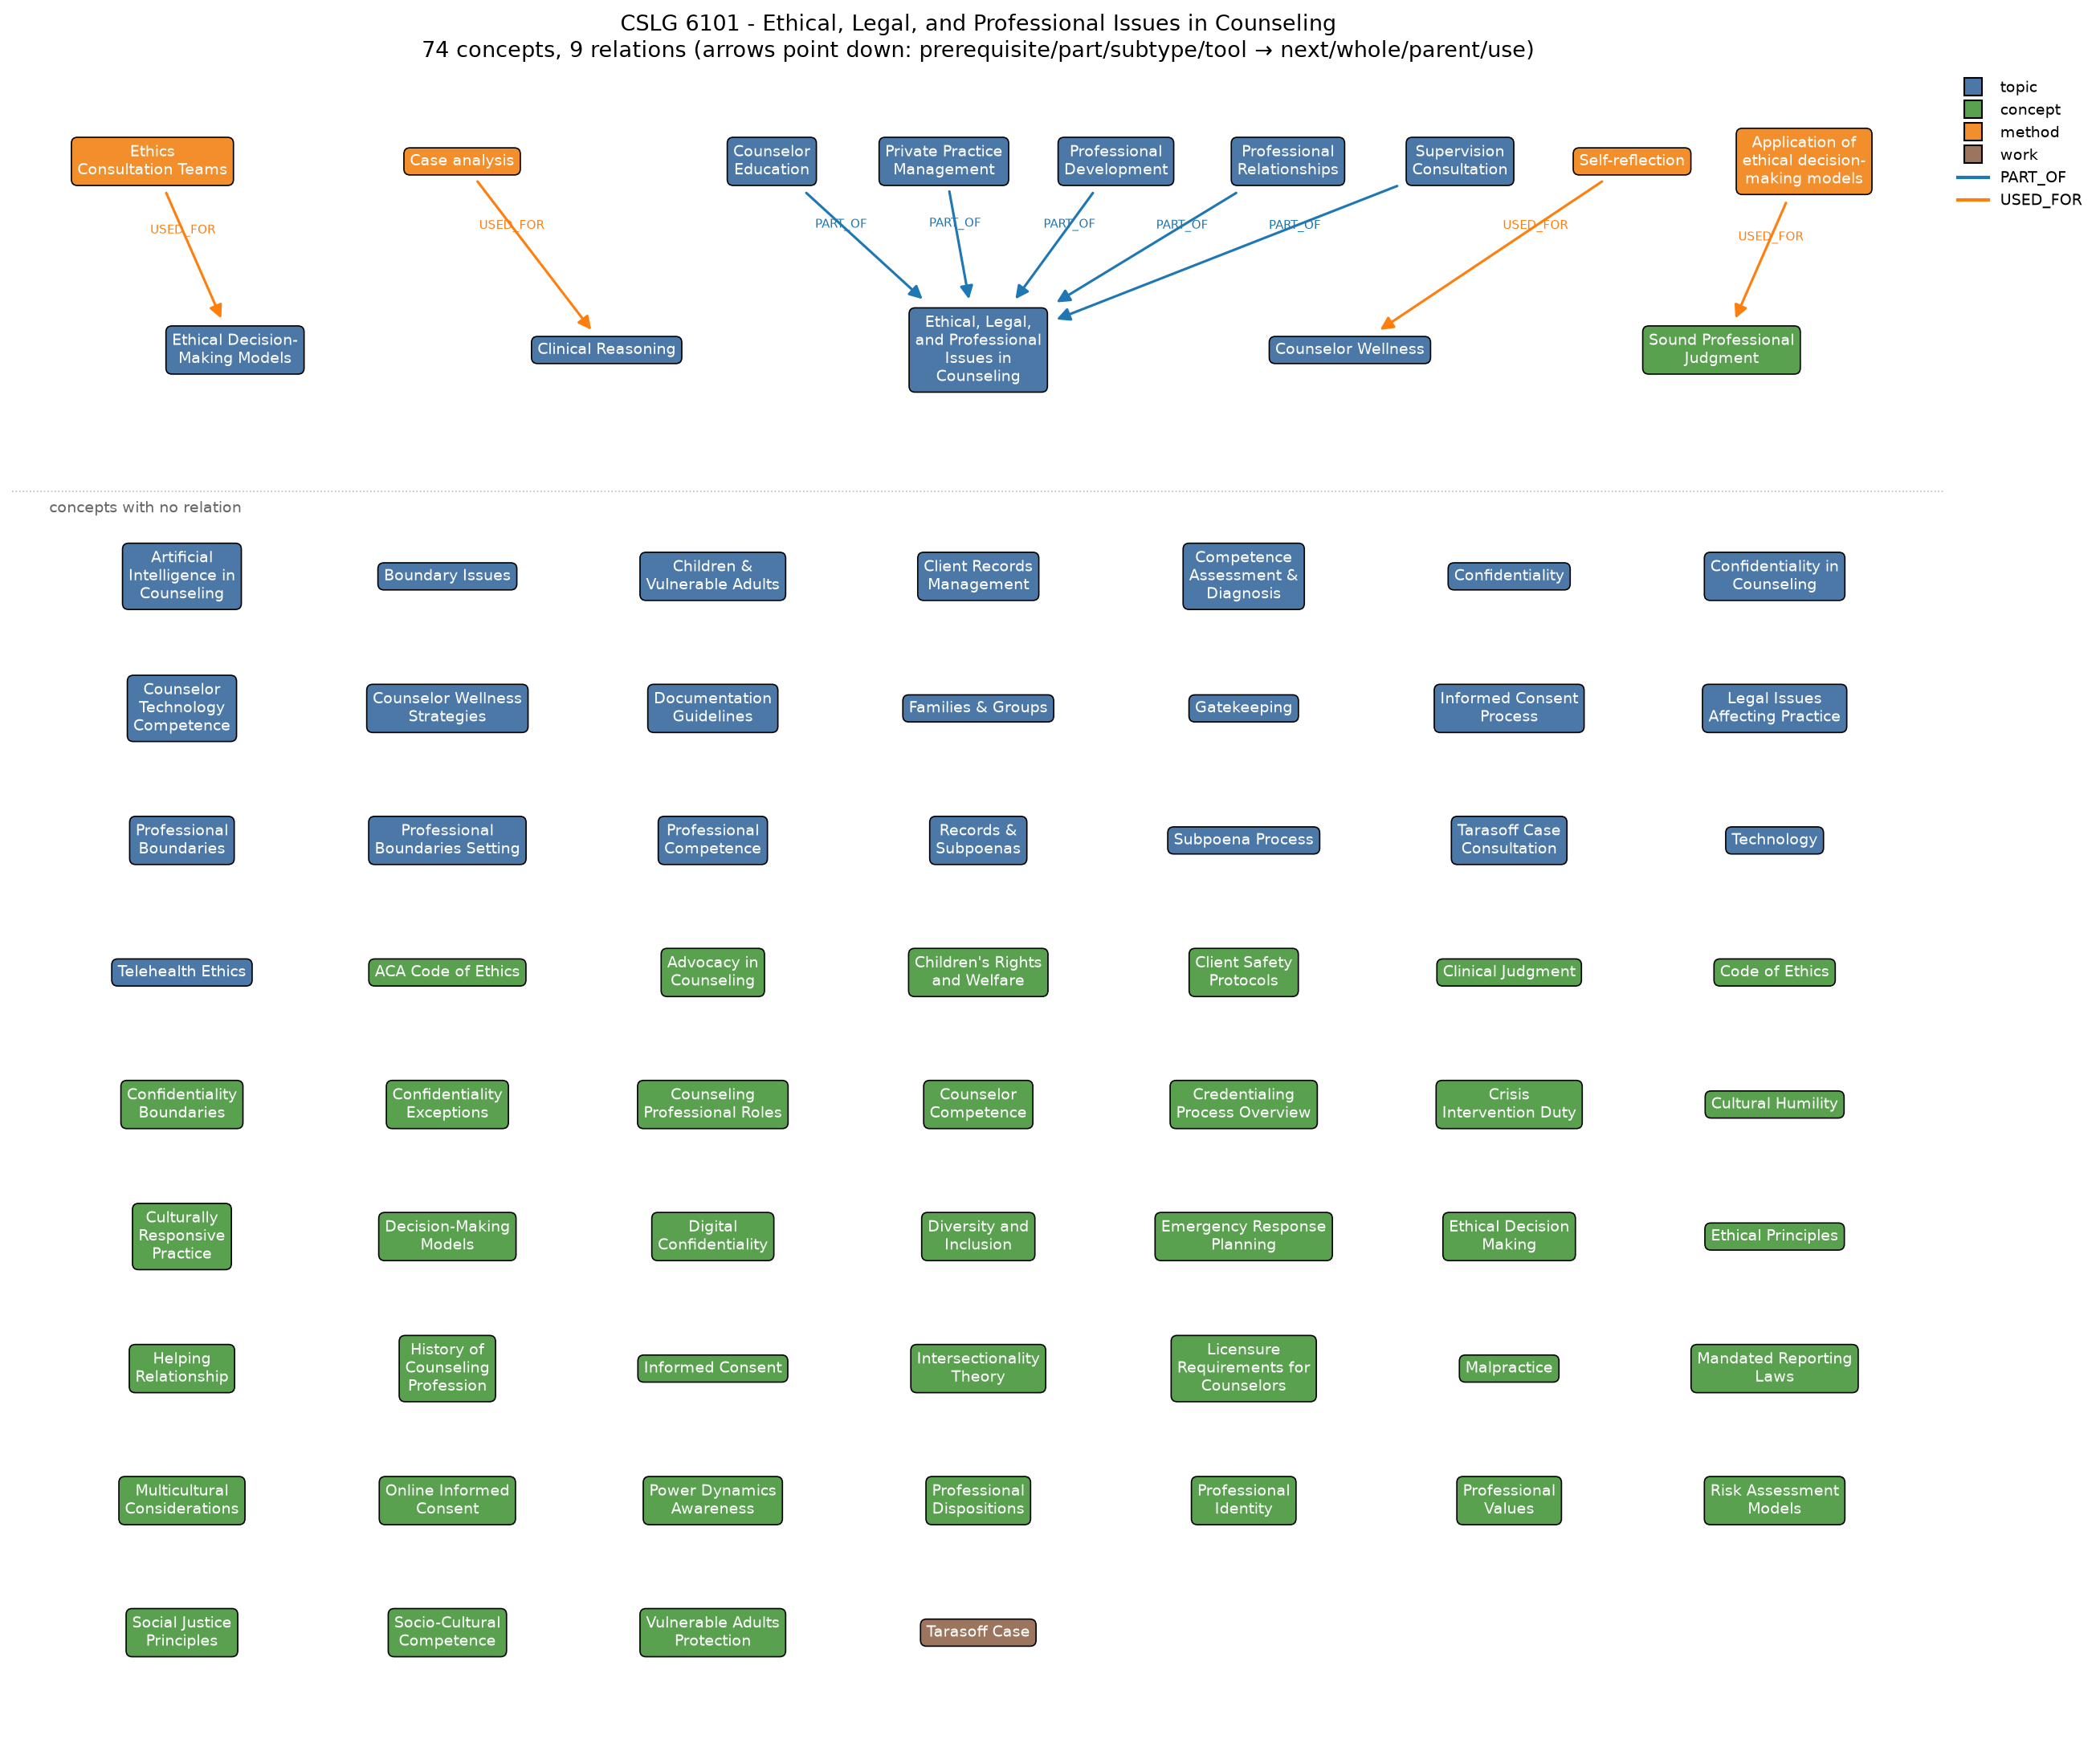 CSLG 6101 - Ethical, Legal, and Professional Issues in Counseling
74 concepts, 9 relations (arrows point down: prerequisite/part/subtype/tool → next/whole/parent/use)
topic
concept
method
work
PART_OF
USED_FOR
Ethics
Consultation Teams
Case analysis
Counselor
Education
Private Practice
Management
Professional
Development
Professional
Relationships
Supervision
Consultation
Self-reflection
Application of
ethical decision-
making models
USED_FOR
USED_FOR
PART_OF
PART_OF
PART_OF
PART_OF
PART_OF
USED_FOR
USED_FOR
Ethical Decision-
Making Models
Clinical Reasoning
Ethical, Legal,
and Professional
Issues in
Counseling
Counselor Wellness
Sound Professional
Judgment
concepts with no relation
Artificial
Intelligence in
Counseling
Boundary Issues
Children &
Vulnerable Adults
Client Records
Management
Competence
Assessment &
Diagnosis
Confidentiality
Confidentiality in
Counseling
Counselor
Technology
Competence
Counselor Wellness
Strategies
Documentation
Guidelines
Families & Groups
Gatekeeping
Informed Consent
Process
Legal Issues
Affecting Practice
Professional
Boundaries
Professional
Boundaries Setting
Professional
Competence
Records &
Subpoenas
Subpoena Process
Tarasoff Case
Consultation
Technology
Telehealth Ethics
ACA Code of Ethics
Advocacy in
Counseling
Children's Rights
and Welfare
Client Safety
Protocols
Clinical Judgment
Code of Ethics
Confidentiality
Boundaries
Confidentiality
Exceptions
Counseling
Professional Roles
Counselor
Competence
Credentialing
Process Overview
Crisis
Intervention Duty
Cultural Humility
Culturally
Responsive
Practice
Decision-Making
Models
Digital
Confidentiality
Diversity and
Inclusion
Emergency Response
Planning
Ethical Decision
Making
Ethical Principles
Helping
Relationship
History of
Counseling
Profession
Informed Consent
Intersectionality
Theory
Licensure
Requirements for
Counselors
Malpractice
Mandated Reporting
Laws
Multicultural
Considerations
Online Informed
Consent
Power Dynamics
Awareness
Professional
Dispositions
Professional
Identity
Professional
Values
Risk Assessment
Models
Social Justice
Principles
Socio-Cultural
Competence
Vulnerable Adults
Protection
Tarasoff Case